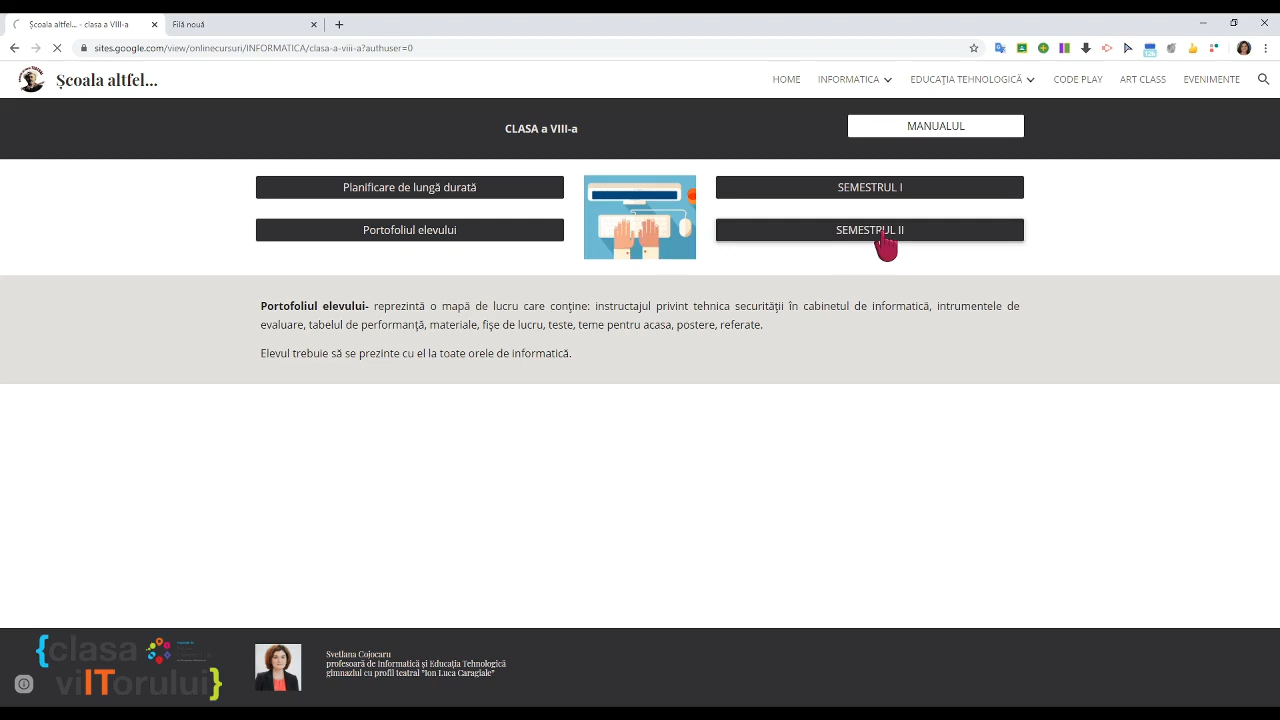 Școala altfel... - clasa a VIII-a
Filă nouă
sites.google.com/view/onlinecursuri/INFORMATICA/clasa-a-viii-a?authuser=0
Școala altfel...
HOME
INFORMATICA
EDUCAȚIA TEHNOLOGICĂ
CODE PLAY
ART CLASS
EVENIMENTE
CLASA a VIII-a
MANUALUL
Planificare de lungă durată
SEMESTRUL I
Portofoliul elevului
SEMESTRUL II
Portofoliul elevului- reprezintă o mapă de lucru care conține: instructajul privint tehnica securității în cabinetul de informatică, intrumentele de
evaluare, tabelul de performanță, materiale, fișe de lucru, teste, teme pentru acasa, postere, referate.
Elevul trebuie să se prezinte cu el la toate orele de informatică.
{clasa
viITorului}
Svetlana Cojocaru
profesoară de Informatică și Educația Tehnologică
gimnaziul cu profil teatral "Ion Luca Caragiale"